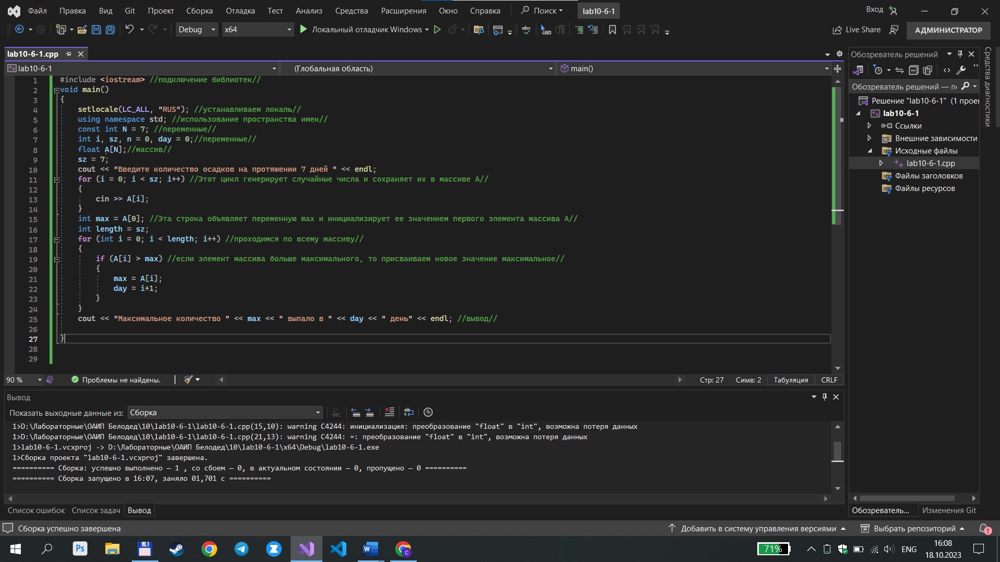 Файл Правка Вид Git Проект Сборка Отладка Тест Анализ Средства Расширения Окно Справка Поиск lab10-6-1 Вход
Debug x64 Локальный отладчик Windows Live Share АДМИНИСТРАТОР
lab10-6-1.cpp
lab10-6-1 (Глобальная область) main()
1 #include <iostream> //подключение библиотек//
2 void main()
3 {
4 setlocale(LC_ALL, "RUS"); //устанавливаем локаль//
5 using namespace std; //использование пространства имен//
6 const int N = 7; //переменные//
7 int i, sz, n = 0, day = 0;//переменные//
8 float A[N];//массив//
9 sz = 7;
10 cout << "Введите количество осадков на протяжении 7 дней " << endl;
11 for (i = 0; i < sz; i++) //Этот цикл генерирует случайные числа и сохраняет их в массиве A//
12 {
13 cin >> A[i];
14 }
15 int max = A[0]; //Эта строка объявляет переменную max и инициализирует ее значением первого элемента массива A//
16 int length = sz;
17 for (int i = 0; i < length; i++) //проходимся по всему массиву//
18 {
19 if (A[i] > max) //если элемент массива больше максимального, то присваиваем новое значение максимальное//
20 {
21 max = A[i];
22 day = i+1;
23 }
24 }
25 cout << "Максимальное количество " << max << " выпало в " << day << " день" << endl; //вывод//
26
27 }
28
29
90 % Проблемы не найдены. Стр: 27 Симв: 2 Табуляция CRLF
Вывод
Показать выходные данные из: Сборка
1>D:\Лабораторные\ОАИП Белодед\10\lab10-6-1\lab10-6-1.cpp(15,10): warning C4244: инициализация: преобразование "float" в "int", возможна потеря данных
1>D:\Лабораторные\ОАИП Белодед\10\lab10-6-1\lab10-6-1.cpp(21,13): warning C4244: =: преобразование "float" в "int", возможна потеря данных
1>lab10-6-1.vcxproj -> D:\Лабораторные\ОАИП Белодед\10\lab10-6-1\x64\Debug\lab10-6-1.exe
1>Сборка проекта "lab10-6-1.vcxproj" завершена.
========== Сборка: успешно выполнено — 1 , со сбоем — 0, в актуальном состоянии — 0, пропущено — 0 ==========
========== Сборка запущено в 16:07, заняло 01,701 с ==========
Список ошибок Список задач Вывод
Обозреватель решений
Обозреватель решений — п
Решение "lab10-6-1" (1 прое
lab10-6-1
Ссылки
Внешние зависимости
Исходные файлы
lab10-6-1.cpp
Файлы заголовков
Файлы ресурсов
Обозреватель... Изменения Git
Средства диагностики
Сборка успешно завершена Добавить в систему управления версиями Выбрать репозиторий 1
Ps 71% ENG 16:08
18.10.2023